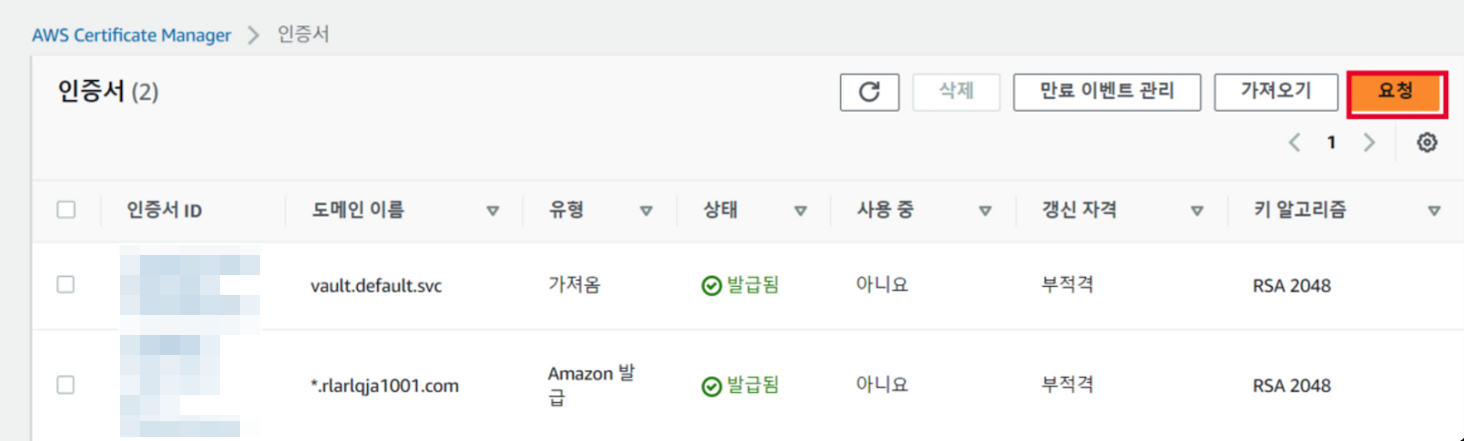 AWS Certificate Manager > 인증서
인증서 (2) 삭제 만료 이벤트 관리 가져오기 요청
1
인증서 ID 도메인 이름 유형 상태 사용 중 갱신 자격 키 알고리즘
vault.default.svc 가져옴 발급됨 아니요 부적격 RSA 2048
*.rlarlqja1001.com Amazon 발급 발급됨 아니요 부적격 RSA 2048